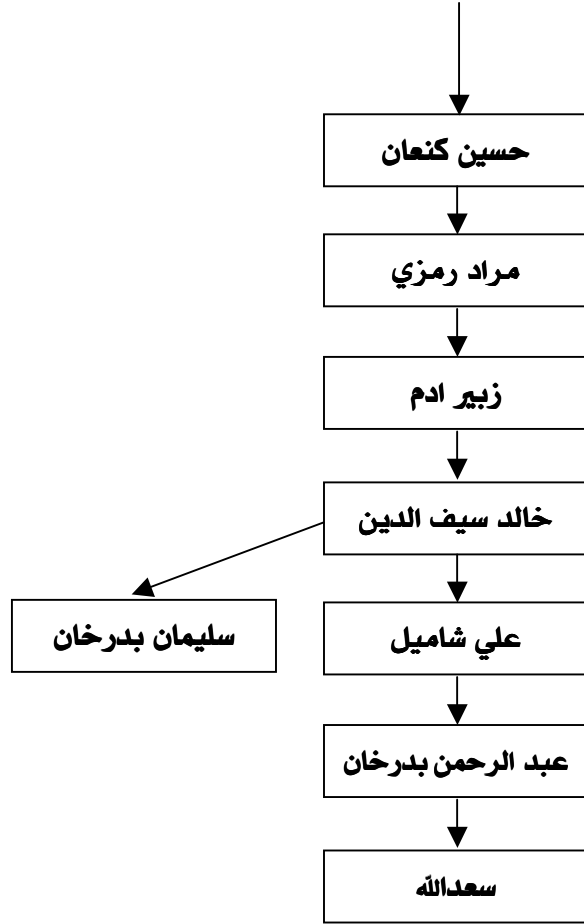 حسين كنعان
مراد رمزي
زبير ادم
خالد سيف الدين
سليمان بدرخان
علي شاميل
عبد الرحمن بدرخان
سعدالله